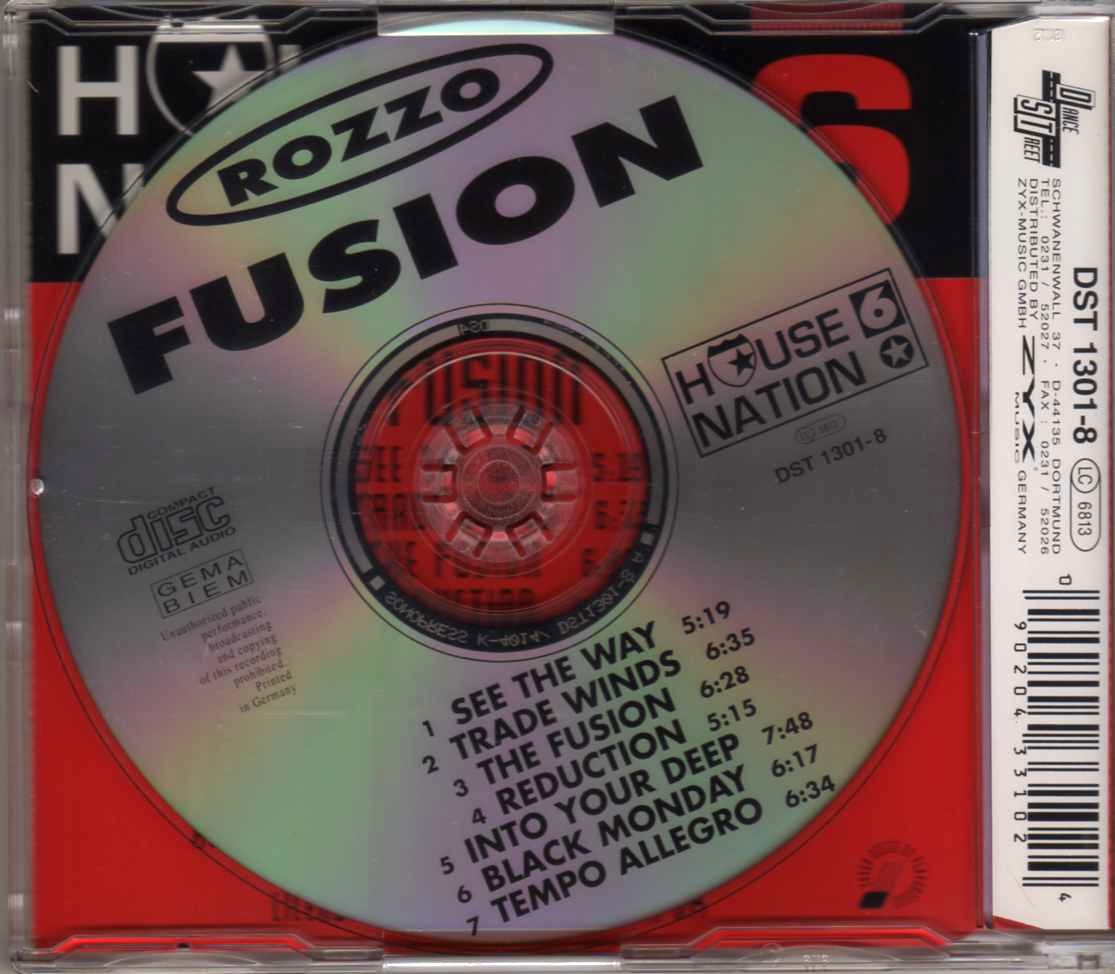 ROZZO
FUSION
HOUSE 6
NATION
DST 1301-8
COMPACT
disc
DIGITAL AUDIO
GEMA
BIEM
Unauthorized public
performance,
broadcasting
and copying
of this recording
prohibited.
Printed
in Germany
SONOPRESS K-4014/ DST1301-8 A
1 SEE THE WAY 5:19
2 TRADE WINDS 6:35
3 THE FUSION 6:28
4 REDUCTION 5:15
5 INTO YOUR DEEP 7:48
6 BLACK MONDAY 6:17
7 TEMPO ALLEGRO 6:34
DANCE
STREET
SCHWANENWALL 37 · D-44135 DORTMUND
TEL.: 0231 / 52027 · FAX: 0231 / 52026
DISTRIBUTED BY
ZYX-MUSIC GMBH ZYX MUSIC GERMANY
DST 1301-8 LC 6813
0 90204 33102 4